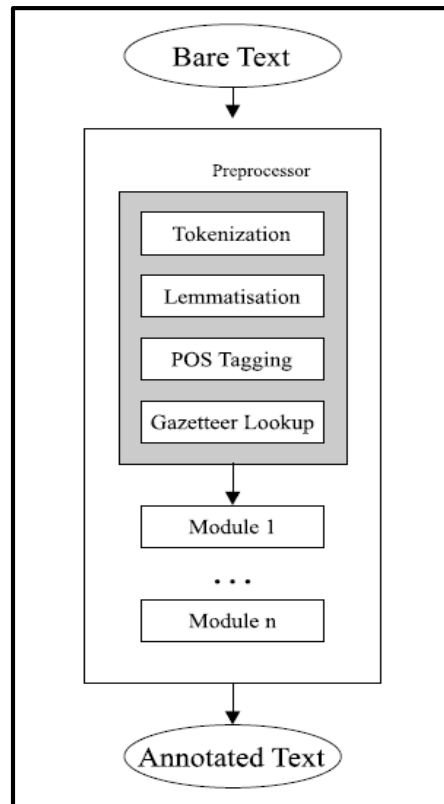 Bare Text
Preprocessor
Tokenization
Lemmatisation
POS Tagging
Gazetteer Lookup
Module 1
...
Module n
Annotated Text